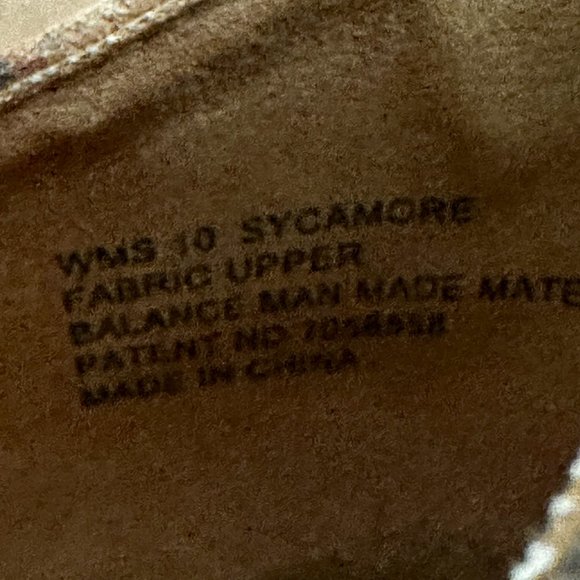 WMS 10 SYCAMORE
FABRIC UPPER
BALANCE MAN MADE MATE
PATENT NO
MADE IN CHINA